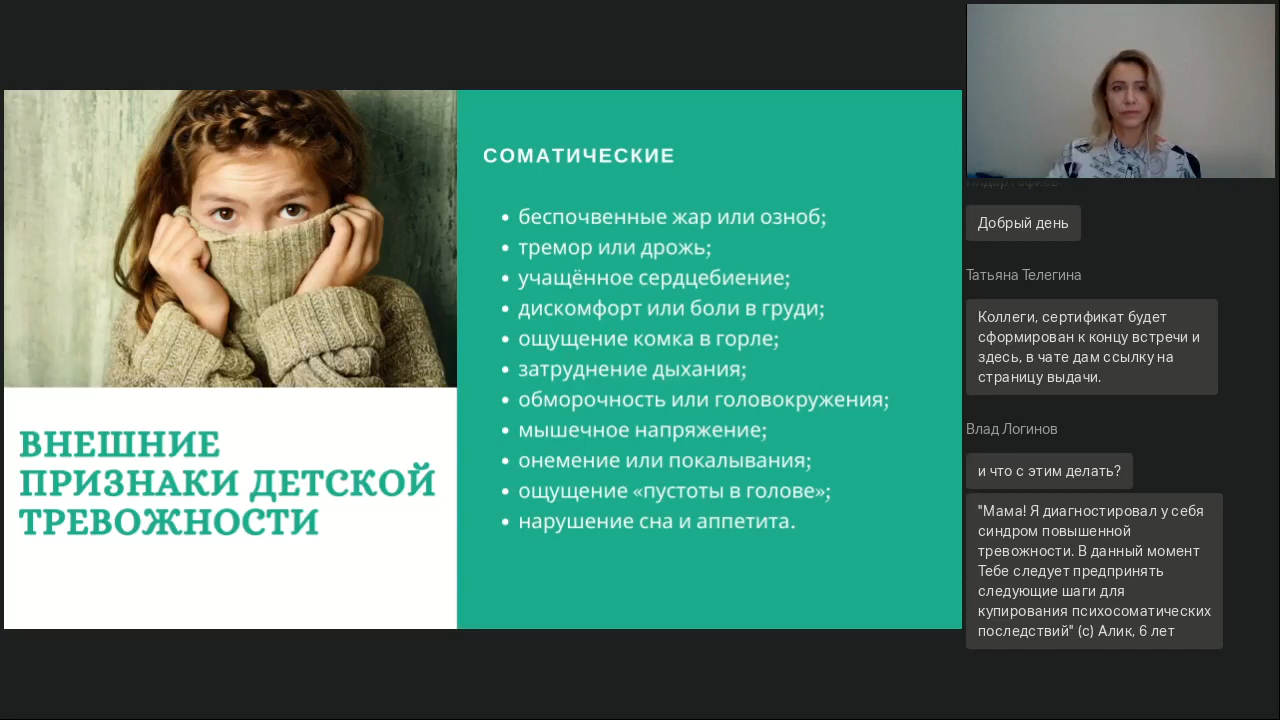 СОМАТИЧЕСКИЕ
• беспочвенные жар или озноб;
• тремор или дрожь;
• учащённое сердцебиение;
• дискомфорт или боли в груди;
• ощущение комка в горле;
• затруднение дыхания;
• обморочность или головокружения;
• мышечное напряжение;
• онемение или покалывания;
• ощущение «пустоты в голове»;
• нарушение сна и аппетита.
ВНЕШНИЕ
ПРИЗНАКИ ДЕТСКОЙ
ТРЕВОЖНОСТИ
Добрый день
Татьяна Телегина
Коллеги, сертификат будет
сформирован к концу встречи и
здесь, в чате дам ссылку на
страницу выдачи.
Влад Логинов
и что с этим делать?
"Мама! Я диагностировал у себя
синдром повышенной
тревожности. В данный момент
Тебе следует предпринять
следующие шаги для
купирования психосоматических
последствий" (с) Алик, 6 лет